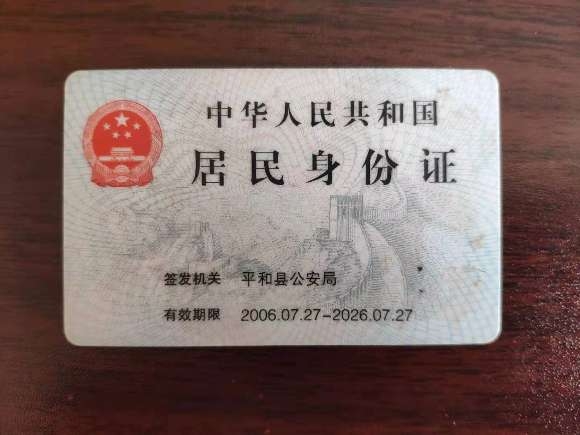 中华人民共和国
居民身份证
签发机关 平和县公安局
有效期限 2006.07.27-2026.07.27